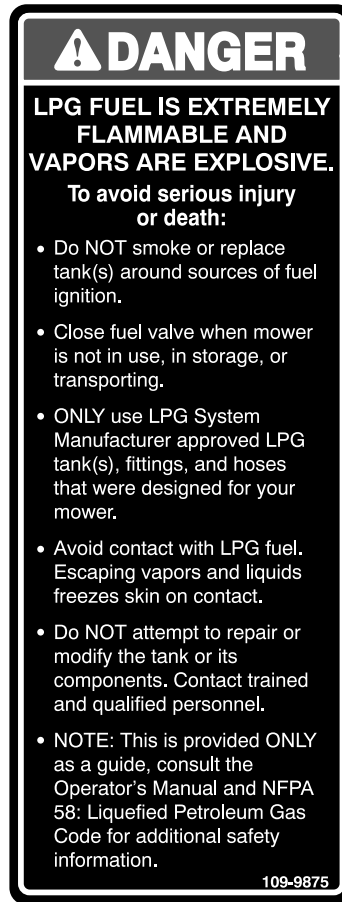 DANGER
LPG FUEL IS EXTREMELY
FLAMMABLE AND
VAPORS ARE EXPLOSIVE.
To avoid serious injury
or death:
• Do NOT smoke or replace
tank(s) around sources of fuel
ignition.
• Close fuel valve when mower
is not in use, in storage, or
transporting.
• ONLY use LPG System
Manufacturer approved LPG
tank(s), fittings, and hoses
that were designed for your
mower.
• Avoid contact with LPG fuel.
Escaping vapors and liquids
freezes skin on contact.
• Do NOT attempt to repair or
modify the tank or its
components. Contact trained
and qualified personnel.
• NOTE: This is provided ONLY
as a guide, consult the
Operator's Manual and NFPA
58: Liquefied Petroleum Gas
Code for additional safety
information.
109-9875